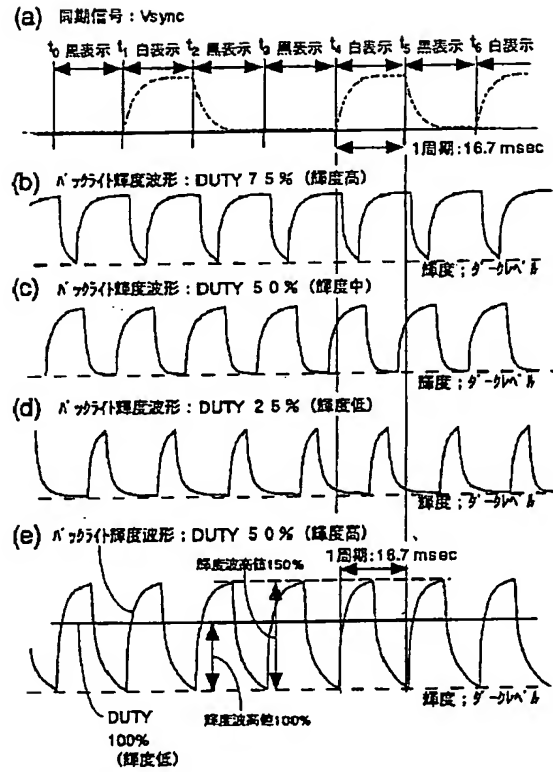 (a) 同期信号 : Vsync
t0 黒表示 t1 白表示 t2 黒表示 t3 黒表示 t4 白表示 t5 黒表示 t6 白表示
1周期:16.7 msec
(b) バックライト輝度波形 : DUTY 75% (輝度高)
輝度 ; ダークレベル
(c) バックライト輝度波形 : DUTY 50% (輝度中)
輝度 ; ダークレベル
(d) バックライト輝度波形 : DUTY 25% (輝度低)
輝度 ; ダークレベル
(e) バックライト輝度波形 : DUTY 50% (輝度高)
1周期:16.7 msec
輝度波高値150%
輝度 ; ダークレベル
DUTY
100%
(輝度低)
輝度波高値100%